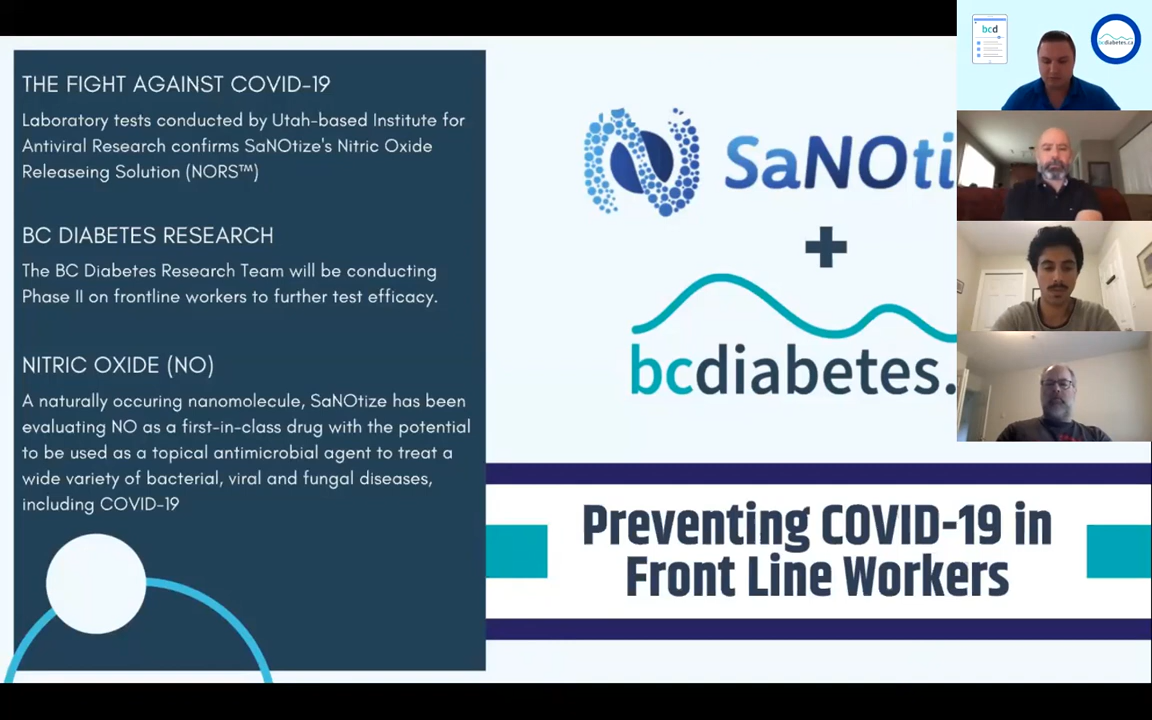 THE FIGHT AGAINST COVID-19
Laboratory tests conducted by Utah-based Institute for
Antiviral Research confirms SaNOtize's Nitric Oxide
Releaseing Solution (NORS™)
BC DIABETES RESEARCH
The BC Diabetes Research Team will be conducting
Phase II on frontline workers to further test efficacy.
NITRIC OXIDE (NO)
A naturally occuring nanomolecule, SaNOtize has been
evaluating NO as a first-in-class drug with the potential
to be used as a topical antimicrobial agent to treat a
wide variety of bacterial, viral and fungal diseases,
including COVID-19
SaNOti
+
bcdiabetes.
Preventing COVID-19 in
Front Line Workers
bcd
bcdiabetes.ca